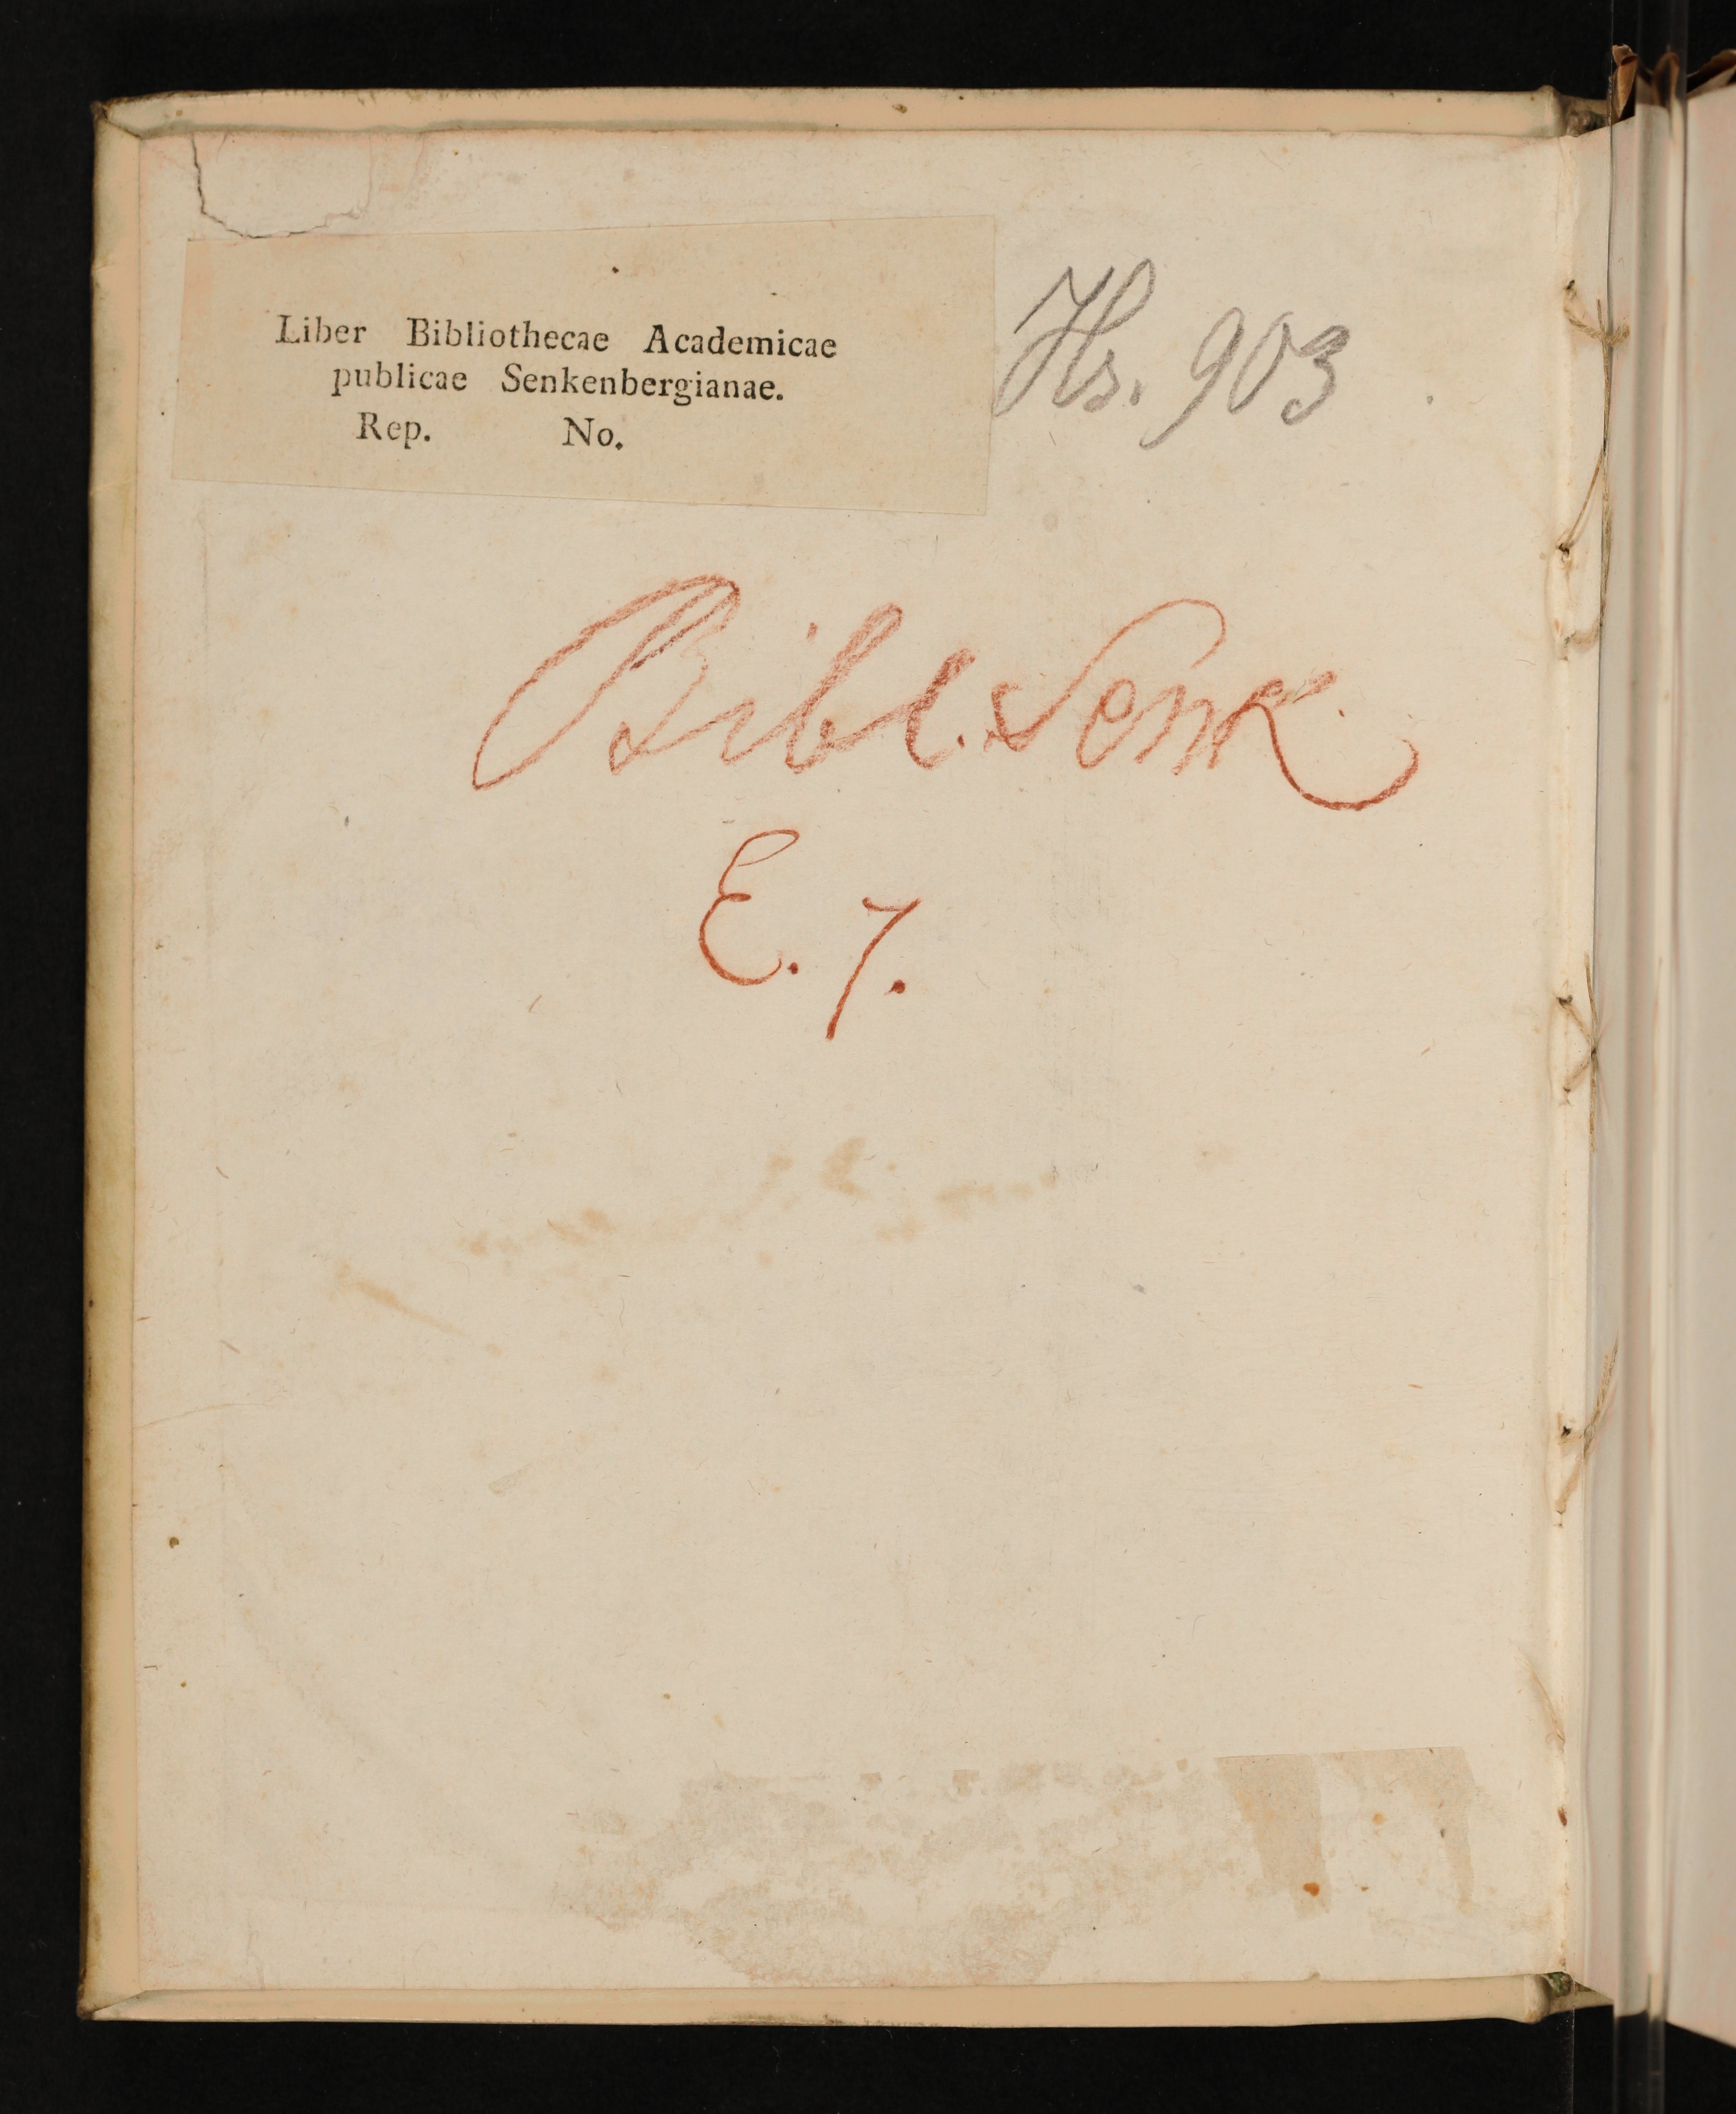 Liber Bibliothecae Academicae
publicae Senkenbergianae.
Rep. No.
Hs. 903
Bibl. Senk
E. 7.